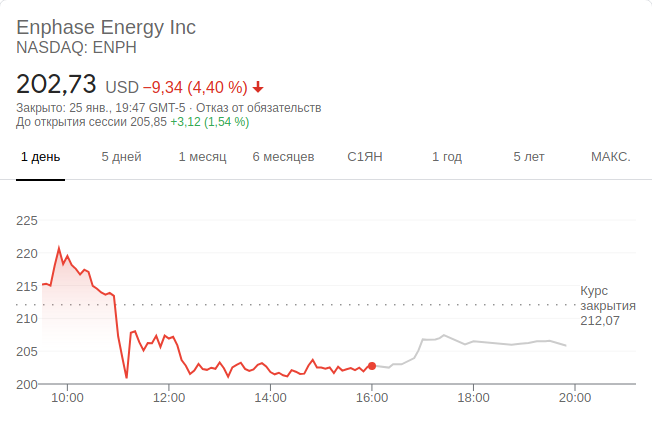 Enphase Energy Inc
NASDAQ: ENPH
202,73 USD −9,34 (4,40 %)
Закрыто: 25 янв., 19:47 GMT-5 · Отказ от обязательств
До открытия сессии 205,85 +3,12 (1,54 %)
1 день 5 дней 1 месяц 6 месяцев С1ЯН 1 год 5 лет МАКС.
225
220
215
Курс
закрытия
212,07
210
205
200
10:00 12:00 14:00 16:00 18:00 20:00